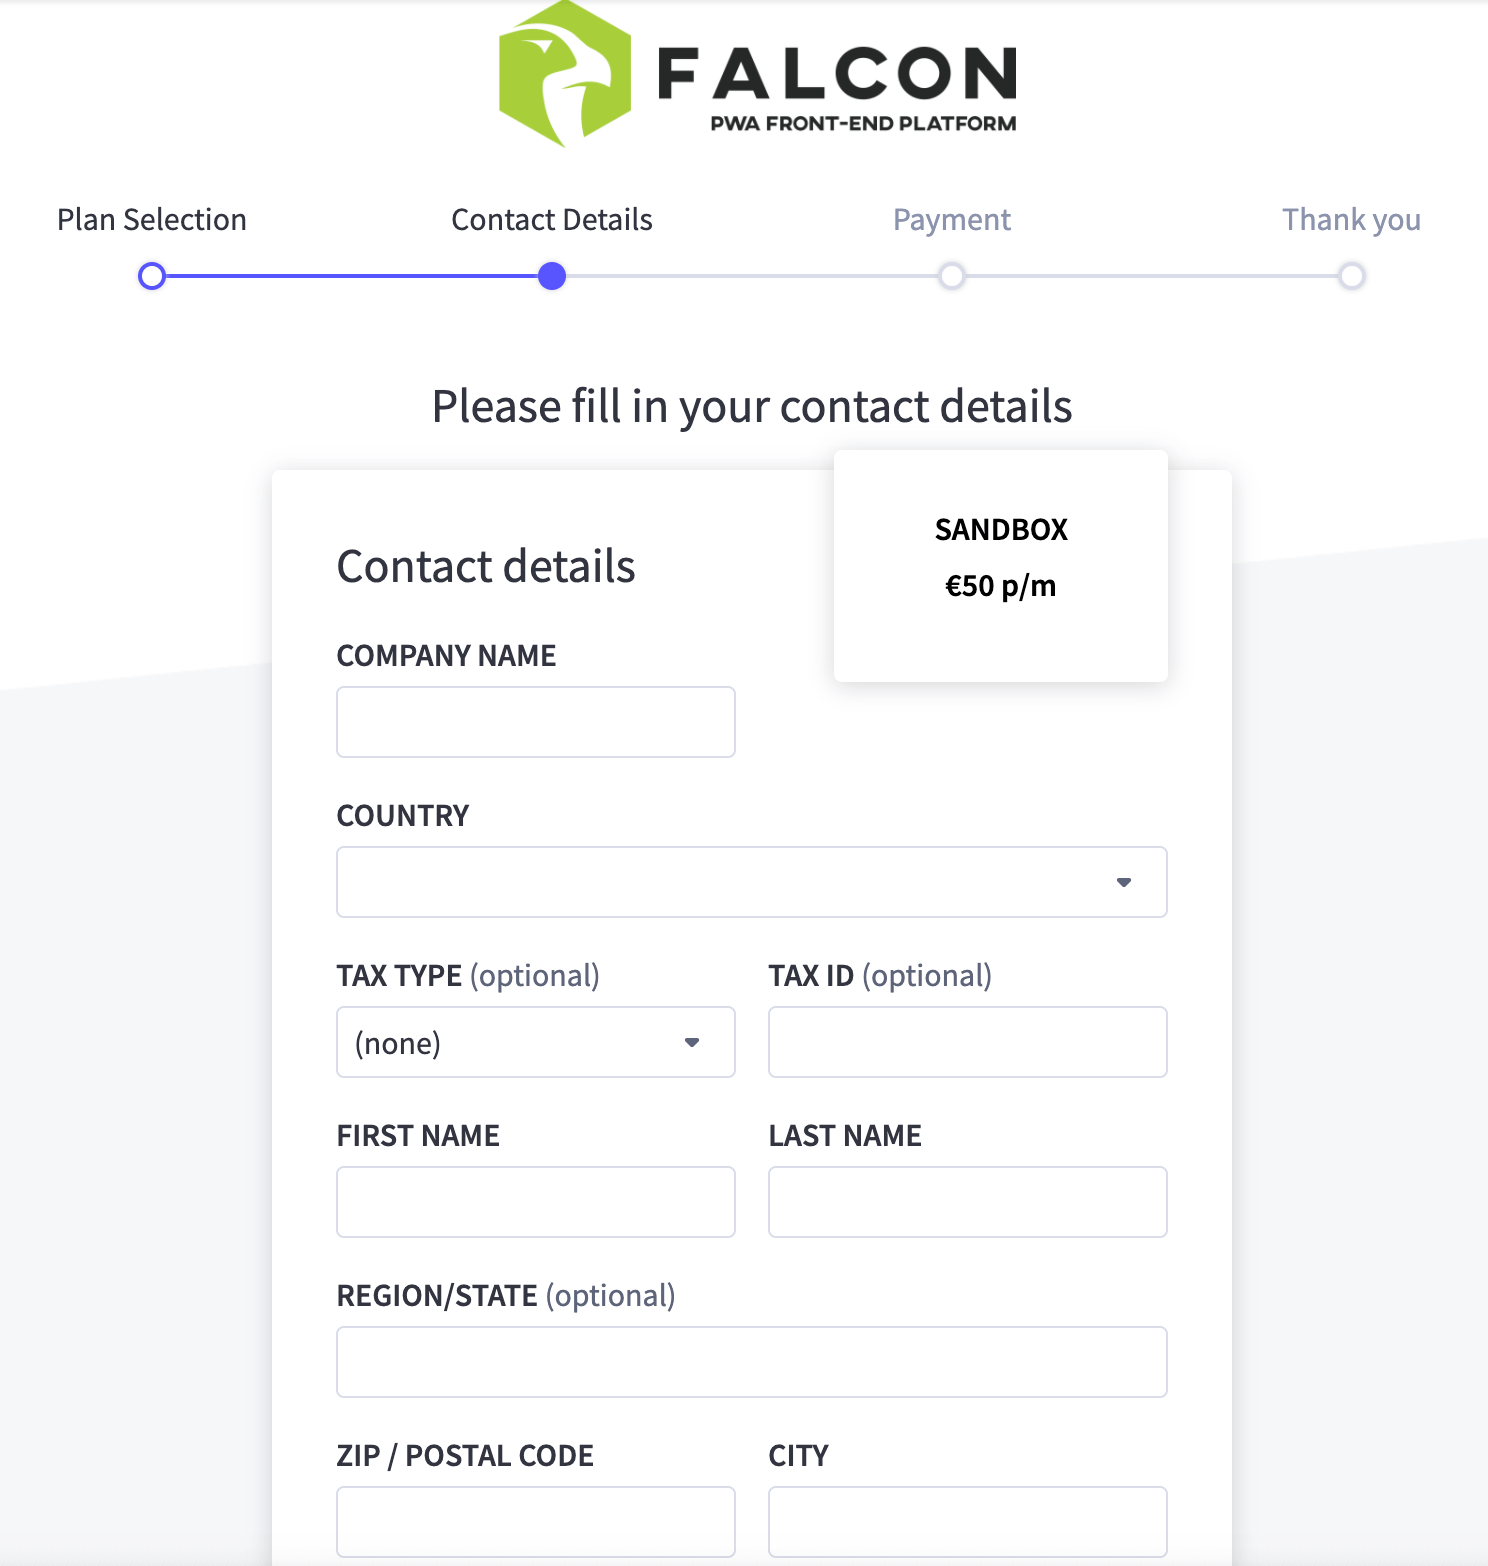 FALCON
PWA FRONT-END PLATFORM
Plan Selection
Contact Details
Payment
Thank you
Please fill in your contact details
SANDBOX
€50 p/m
Contact details
COMPANY NAME
COUNTRY
TAX TYPE (optional)
TAX ID (optional)
(none)
FIRST NAME
LAST NAME
REGION/STATE (optional)
ZIP / POSTAL CODE
CITY